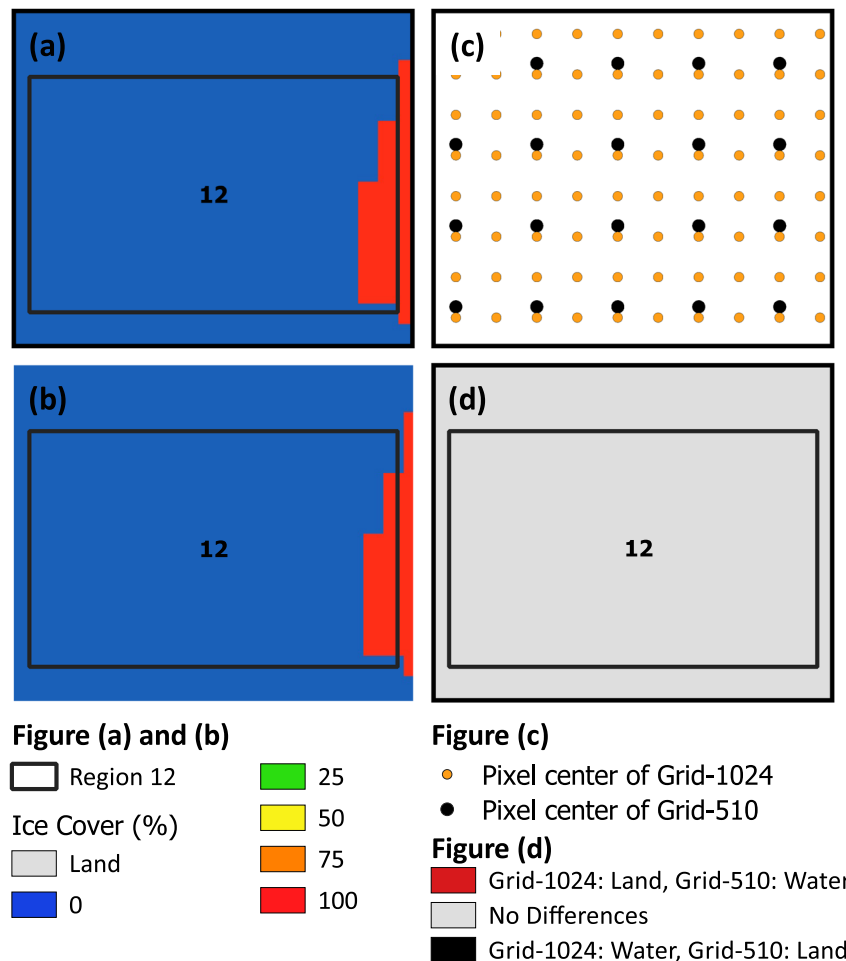 (a)
12
(c)
(b)
12
(d)
12
Figure (a) and (b)
Region 12
Ice Cover (%)
Land
0
25
50
75
100
Figure (c)
Pixel center of Grid-1024
Pixel center of Grid-510
Figure (d)
Grid-1024: Land, Grid-510: Water
No Differences
Grid-1024: Water, Grid-510: Land